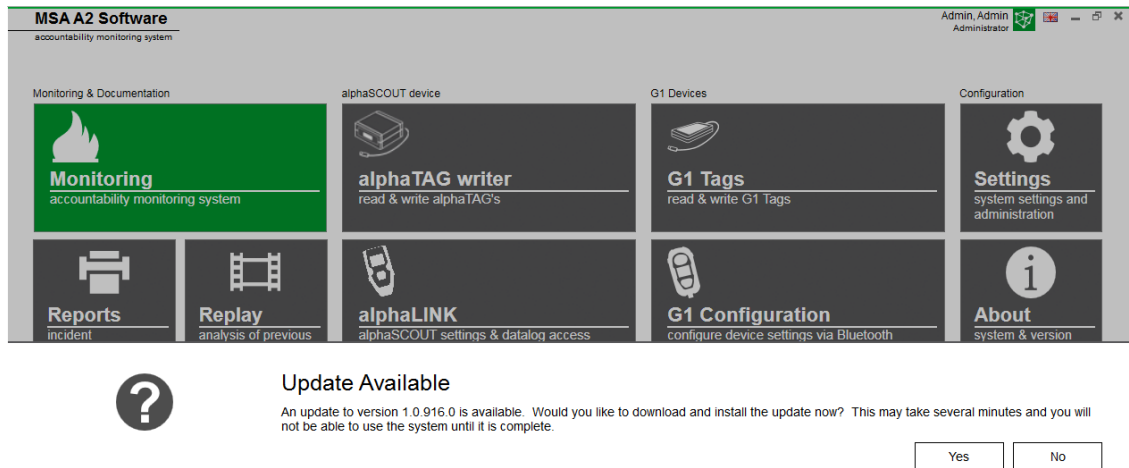 MSA A2 Software
accountability monitoring system
Admin, Admin
Administrator
Monitoring & Documentation
alphaSCOUT device
G1 Devices
Configuration
Monitoring
accountability monitoring system
alphaTAG writer
read & write alphaTAG's
G1 Tags
read & write G1 Tags
Settings
system settings and
administration
Reports
incident
Replay
analysis of previous
alphaLINK
alphaSCOUT settings & datalog access
G1 Configuration
configure device settings via Bluetooth
About
system & version
Update Available
An update to version 1.0.916.0 is available. Would you like to download and install the update now? This may take several minutes and you will
not be able to use the system until it is complete.
Yes
No